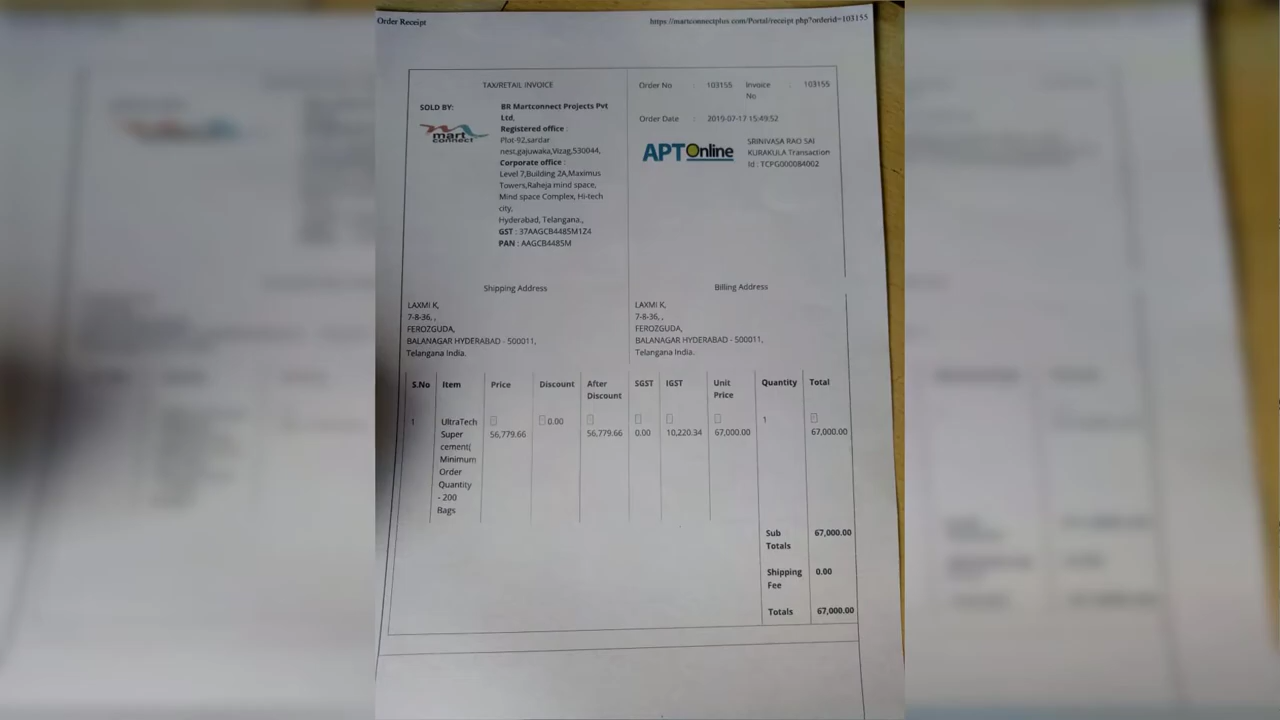 Order Receipt
https://martconnectplus.com/Portal/receipt.php?orderid=103155
TAX/RETAIL INVOICE
SOLD BY:
mart
connect
BR Martconnect Projects Pvt
Ltd,
Registered office :
Plot-92,sardar
nest,gajuwaka,Vizag,530044,
Corporate office :
Level 7,Building 2A,Maximus
Towers,Raheja mind space,
Mind space Complex, Hi-tech
city,
Hyderabad, Telangana.,
GST : 37AAGCB4485M1Z4
PAN : AAGCB4485M
Order No : 103155 Invoice : 103155
No
Order Date : 2019-07-17 15:49:52
APTOnline
SRINIVASA RAO SAI
KURAKULA Transaction
Id : TCPG000084002
Shipping Address
LAXMI K,
7-8-36, ,
FEROZGUDA,
BALANAGAR HYDERABAD - 500011,
Telangana India.
Billing Address
LAXMI K,
7-8-36, ,
FEROZGUDA,
BALANAGAR HYDERABAD - 500011,
Telangana India.
S.No Item Price Discount After SGST IGST Unit Quantity Total
Discount Price
1 UltraTech 0.00 1
Super 56,779.66 56,779.66 0.00 10,220.34 67,000.00 67,000.00
cement(
Minimum
Order
Quantity
- 200
Bags
Sub 67,000.00
Totals
Shipping 0.00
Fee
Totals 67,000.00